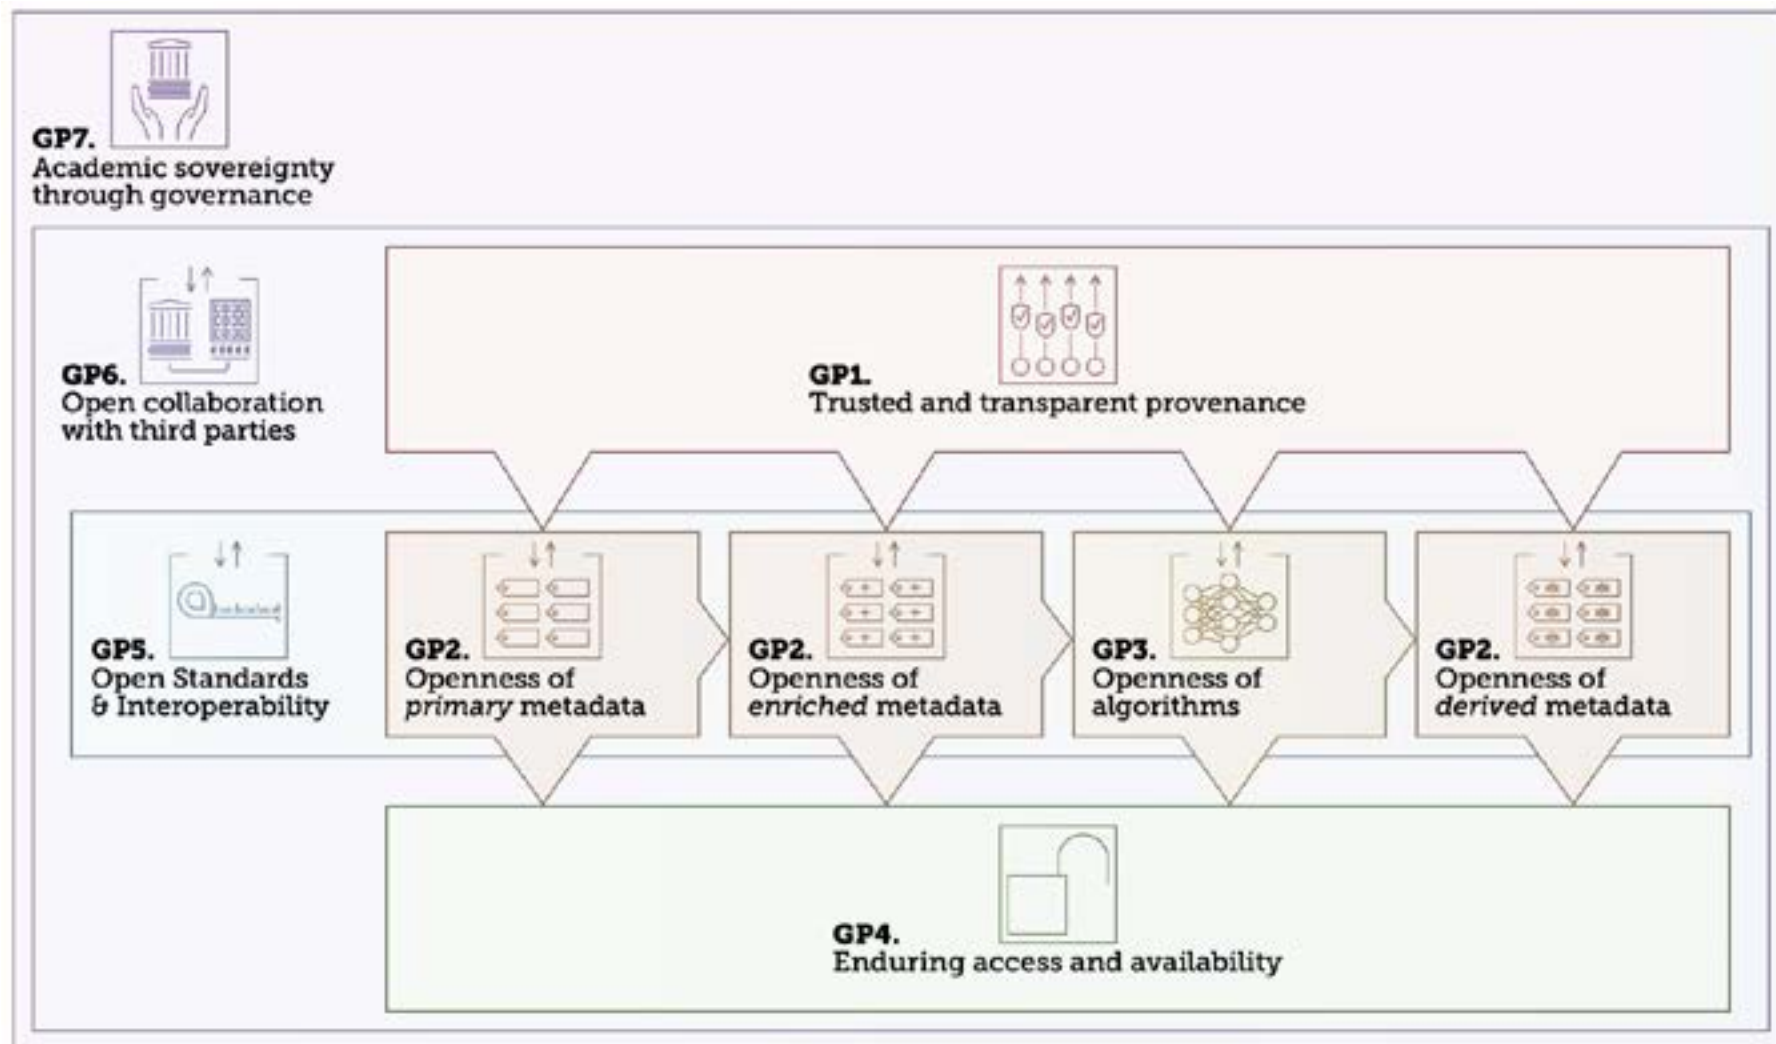 GP7.
Academic sovereignty
through governance
GP6.
Open collaboration
with third parties
GP1.
Trusted and transparent provenance
GP5.
Open Standards
& Interoperability
GP2.
Openness of
primary metadata
GP2.
Openness of
enriched metadata
GP3.
Openness of
algorithms
GP2.
Openness of
derived metadata
GP4.
Enduring access and availability